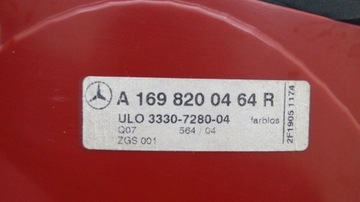 A 169 820 04 64 R
ULO 3330-7280-04 farblos
Q07 564 / 04
ZGS 001
2F1905 1174